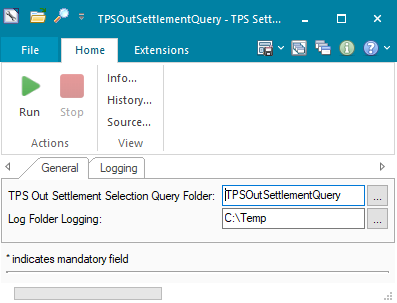 TPSOutSettlementQuery - TPS Sett...
File Home Extensions
Run Stop
Info...
History...
Source...
Actions View
General Logging
TPS Out Settlement Selection Query Folder: TPSOutSettlementQuery ...
Log Folder Logging: C:\Temp ...
* indicates mandatory field